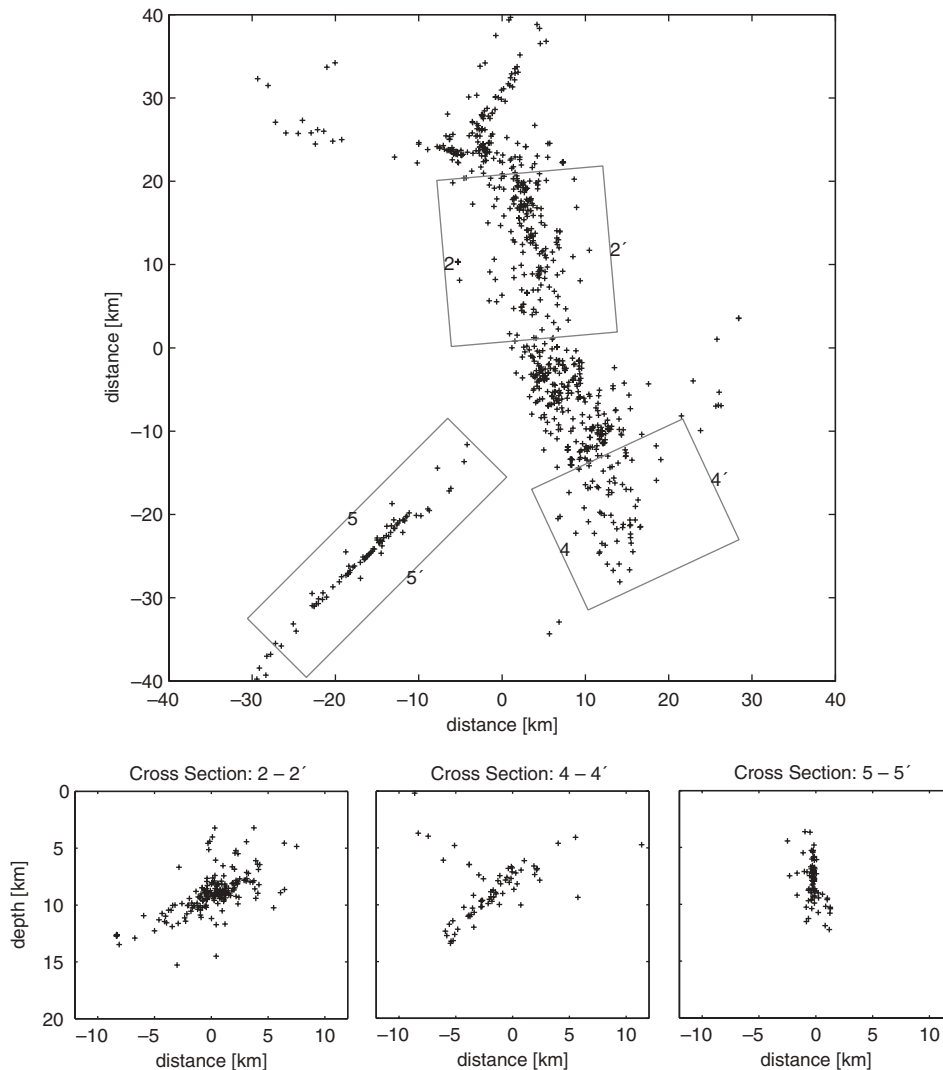 40
30
20
10
0
−10
−20
−30
−40
distance [km]
2
2´
4
4´
5
5´
−40 −30 −20 −10 0 10 20 30 40
distance [km]
Cross Section: 2 – 2´
Cross Section: 4 – 4´
Cross Section: 5 – 5´
0
5
10
15
20
depth [km]
−10 −5 0 5 10
distance [km]
−10 −5 0 5 10
distance [km]
−10 −5 0 5 10
distance [km]